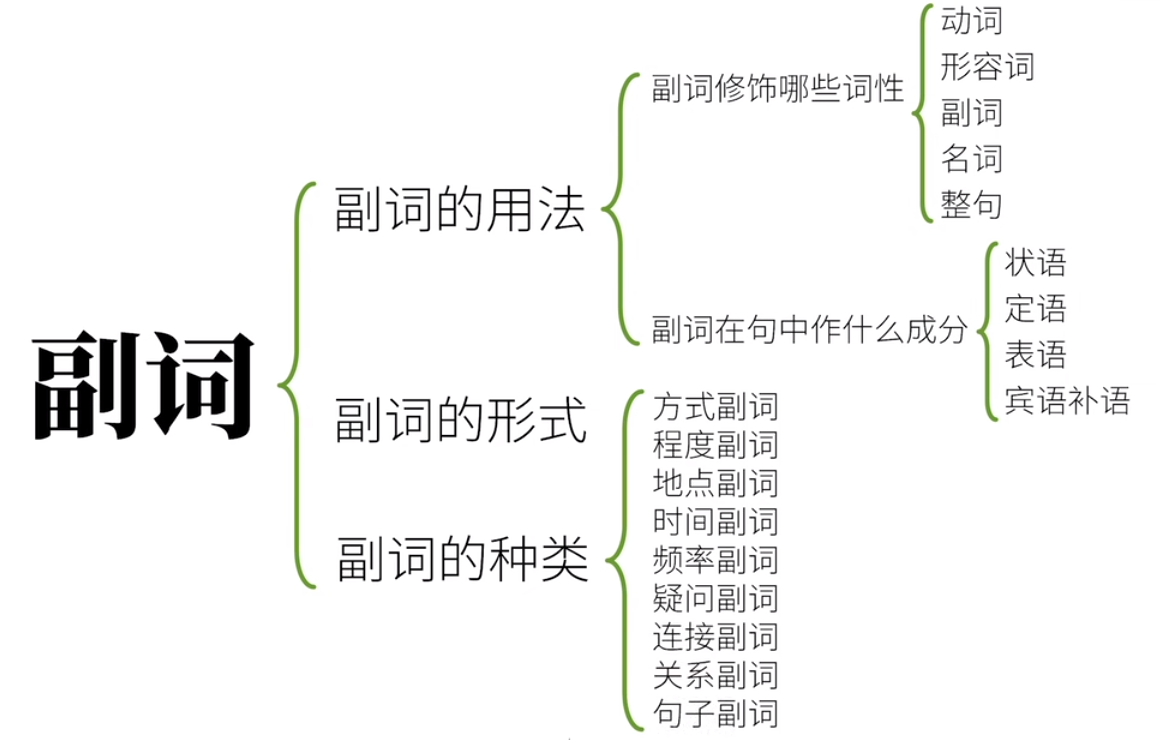 副词
副词的用法
副词修饰哪些词性
动词
形容词
副词
名词
整句
副词在句中作什么成分
状语
定语
表语
宾语补语
副词的形式
副词的种类
方式副词
程度副词
地点副词
时间副词
频率副词
疑问副词
连接副词
关系副词
句子副词